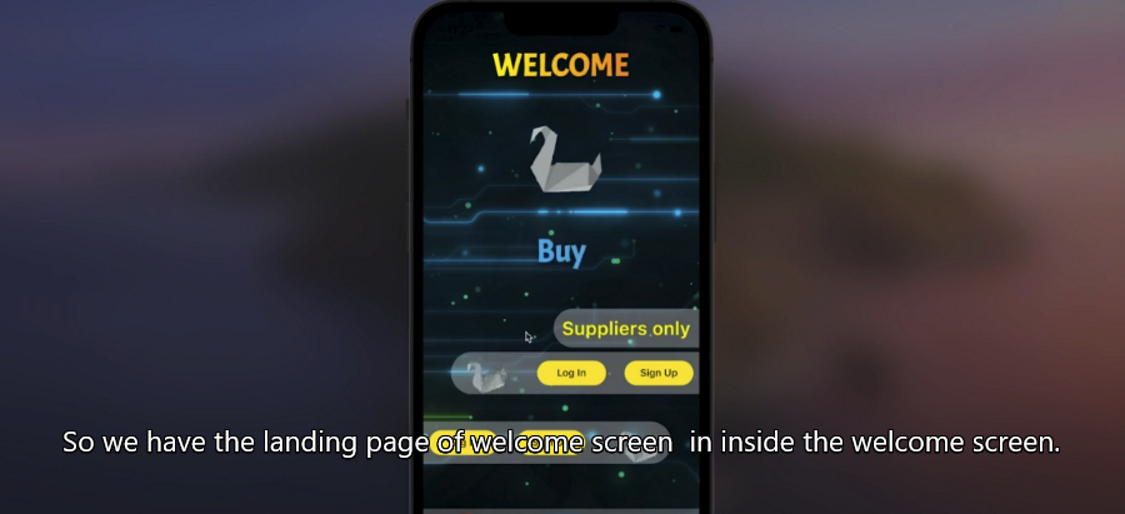 WELCOME
Buy
Suppliers only
Log In Sign Up
So we have the landing page of welcome screen in inside the welcome screen.